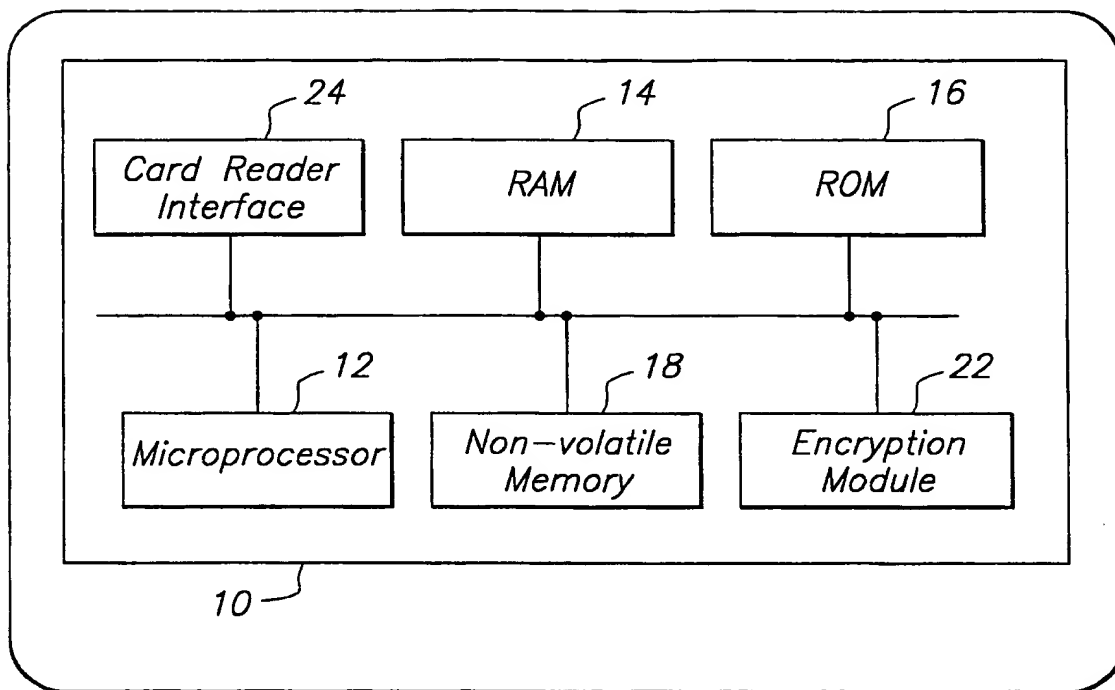 24
14
16
Card Reader
Interface
RAM
ROM
12
18
22
Microprocessor
Non-volatile
Memory
Encryption
Module
10